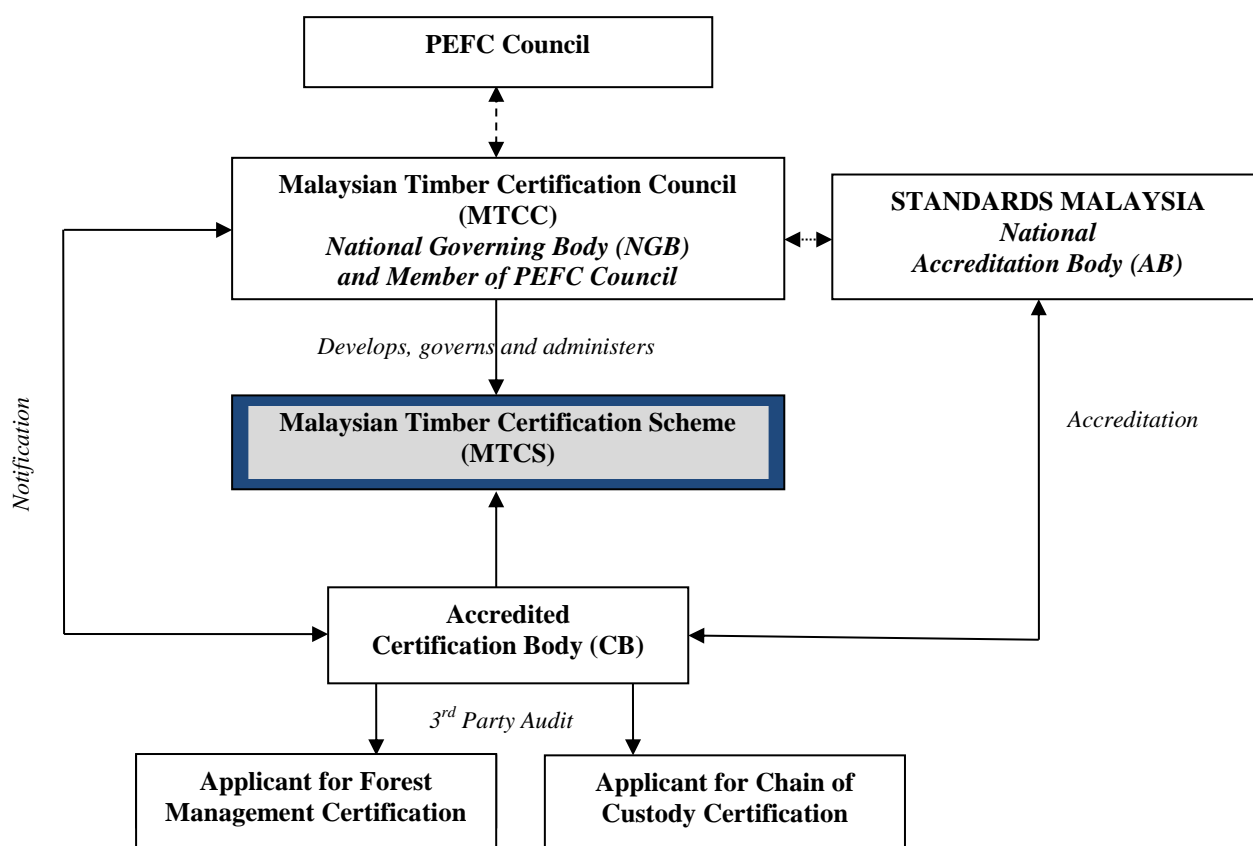 PEFC Council
Malaysian Timber Certification Council
(MTCC)
National Governing Body (NGB)
and Member of PEFC Council
STANDARDS MALAYSIA
National
Accreditation Body (AB)
Develops, governs and administers
Notification
Malaysian Timber Certification Scheme
(MTCS)
Accreditation
Accredited
Certification Body (CB)
3rd Party Audit
Applicant for Forest
Management Certification
Applicant for Chain of
Custody Certification